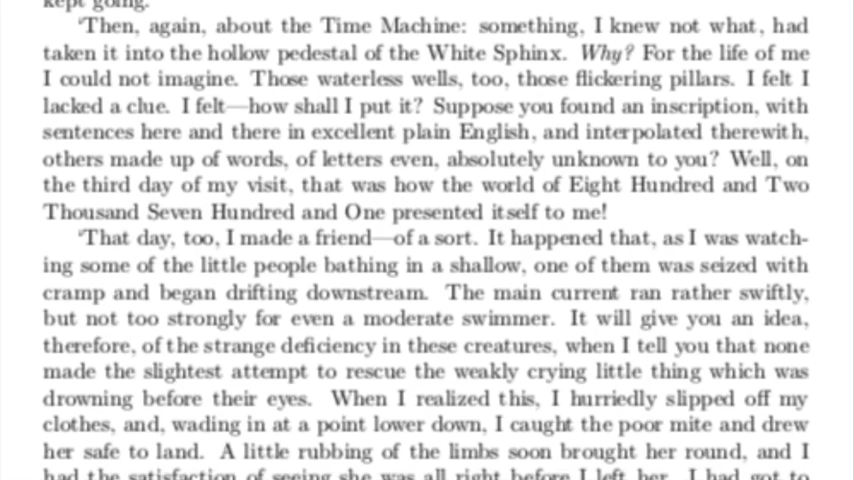 kept going.
‘Then, again, about the Time Machine: something, I knew not what, had
taken it into the hollow pedestal of the White Sphinx. Why? For the life of me
I could not imagine. Those waterless wells, too, those flickering pillars. I felt I
lacked a clue. I felt—how shall I put it? Suppose you found an inscription, with
sentences here and there in excellent plain English, and interpolated therewith,
others made up of words, of letters even, absolutely unknown to you? Well, on
the third day of my visit, that was how the world of Eight Hundred and Two
Thousand Seven Hundred and One presented itself to me!
‘That day, too, I made a friend—of a sort. It happened that, as I was watch-
ing some of the little people bathing in a shallow, one of them was seized with
cramp and began drifting downstream. The main current ran rather swiftly,
but not too strongly for even a moderate swimmer. It will give you an idea,
therefore, of the strange deficiency in these creatures, when I tell you that none
made the slightest attempt to rescue the weakly crying little thing which was
drowning before their eyes. When I realized this, I hurriedly slipped off my
clothes, and, wading in at a point lower down, I caught the poor mite and drew
her safe to land. A little rubbing of the limbs soon brought her round, and I
had the satisfaction of seeing she was all right before I left her. I had got to